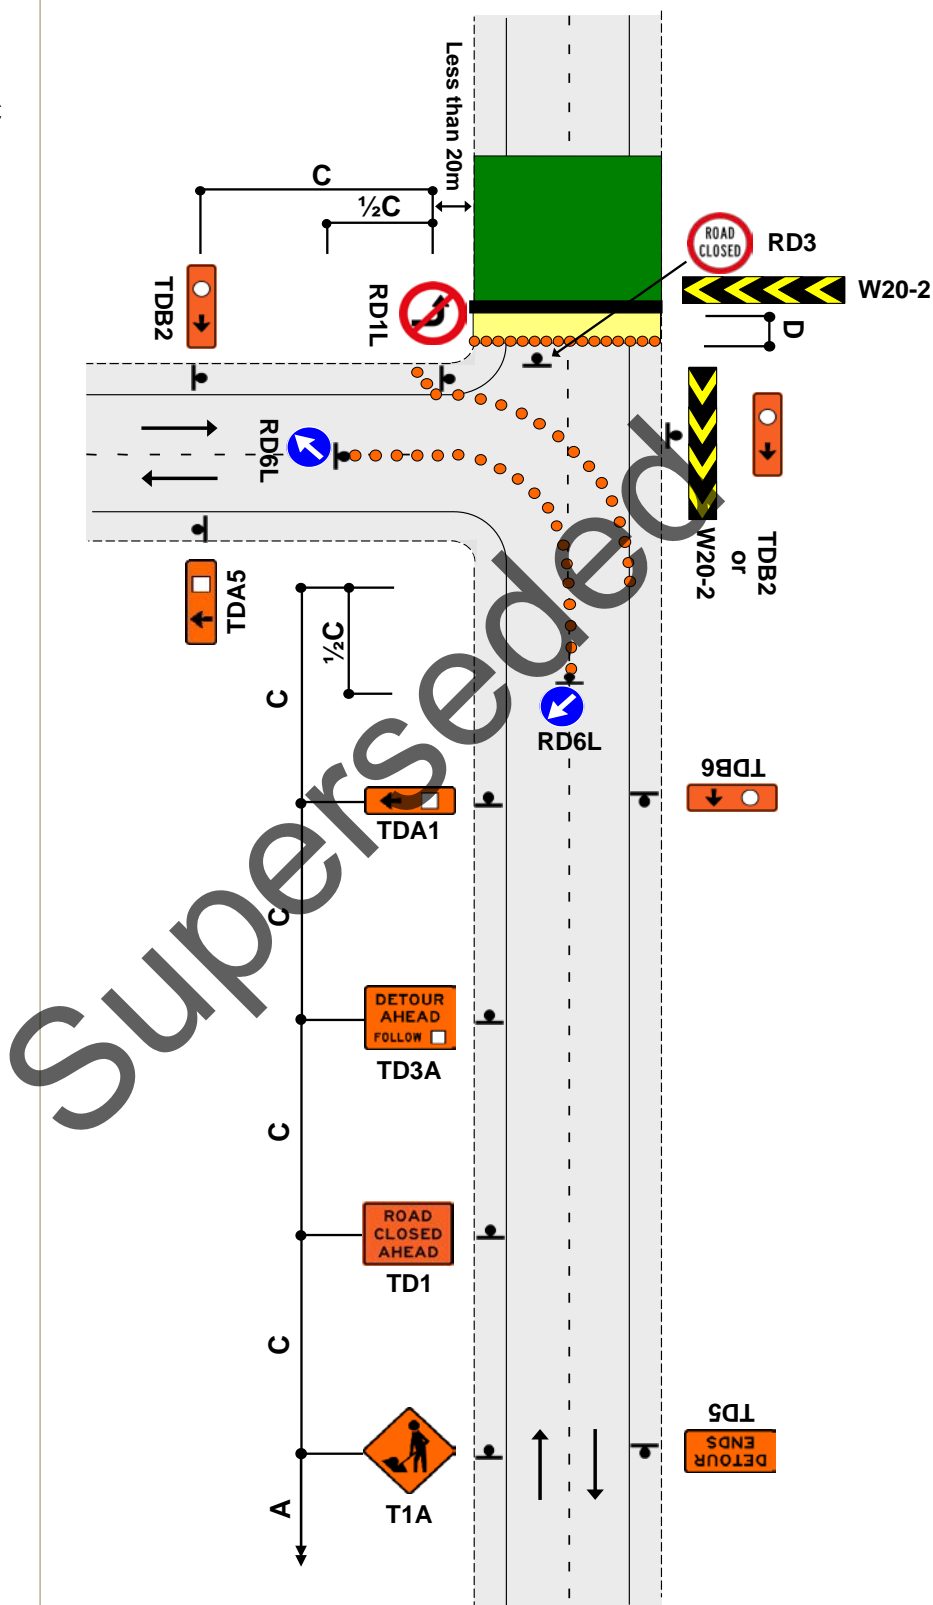 Less than 20m
C
½C
ROAD
CLOSED
RD3
W20-2
D
TDB2
RD1L
RD6L
TDA5
W20-2
or
TDB2
½C
C
RD6L
TDB6
TDA1
C
DETOUR
AHEAD
FOLLOW
TD3A
C
ROAD
CLOSED
AHEAD
TD1
C
TD5
DETOUR
ENDS
T1A
A
Superseded